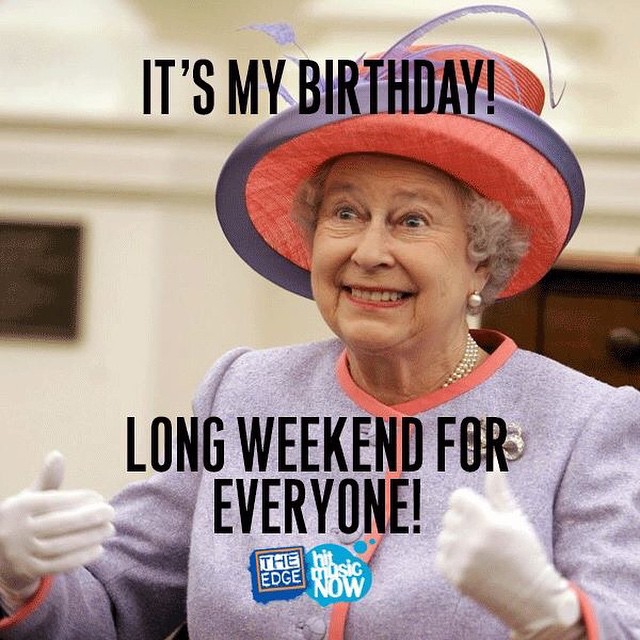 IT'S MY BIRTHDAY!
LONG WEEKEND FOR
EVERYONE!
THE
EDGE
hit
music
NOW